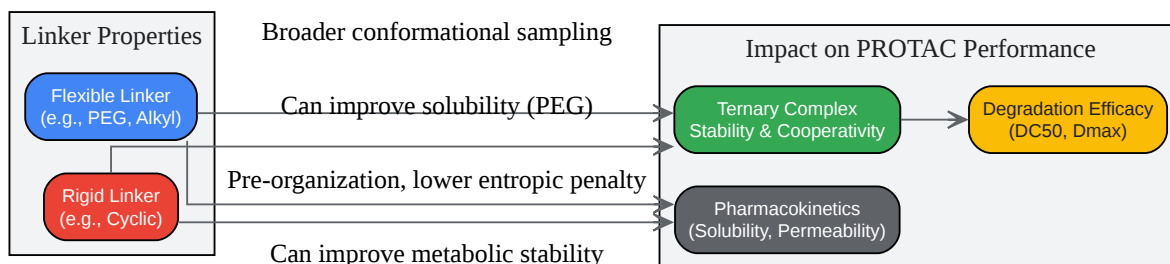 Linker Properties
Flexible Linker
(e.g., PEG, Alkyl)
Rigid Linker
(e.g., Cyclic)
Broader conformational sampling
Can improve solubility (PEG)
Pre-organization, lower entropic penalty
Can improve metabolic stability
Impact on PROTAC Performance
Ternary Complex
Stability & Cooperativity
Degradation Efficacy
(DC50, Dmax)
Pharmacokinetics
(Solubility, Permeability)